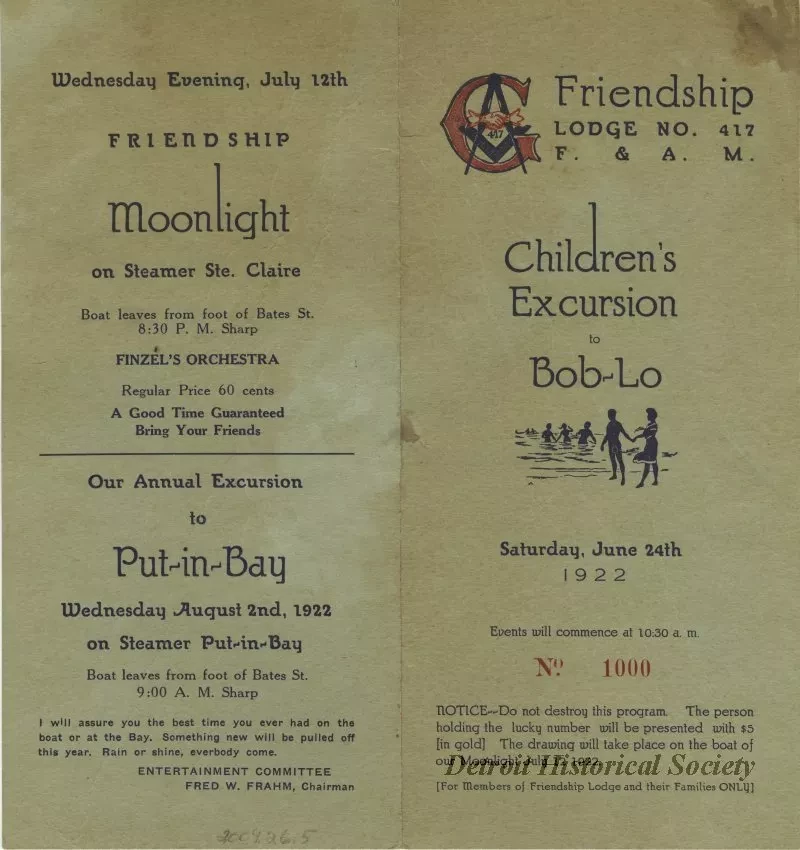 Wednesday Evening, July 12th
FRIENDSHIP
Moonlight
on Steamer Ste. Claire
Boat leaves from foot of Bates St.
8:30 P. M. Sharp
FINZEL'S ORCHESTRA
Regular Price 60 cents
A Good Time Guaranteed
Bring Your Friends
Our Annual Excursion
to
Put-in-Bay
Wednesday August 2nd, 1922
on Steamer Put-in-Bay
Boat leaves from foot of Bates St.
9:00 A. M. Sharp
I will assure you the best time you ever had on the
boat or at the Bay. Something new will be pulled off
this year. Rain or shine, everbody come.
ENTERTAINMENT COMMITTEE
FRED W. FRAHM, Chairman
2009.26.5
G
417
Friendship
LODGE NO. 417
F. & A. M.
Children's
Excursion
to
Bob-Lo
Saturday, June 24th
1922
Events will commence at 10:30 a. m.
No. 1000
NOTICE—Do not destroy this program. The person
holding the lucky number will be presented with $5
[in gold] The drawing will take place on the boat of
our Moonlight July 12 1922
Detroit Historical Society
[For Members of Friendship Lodge and their Families ONLY]